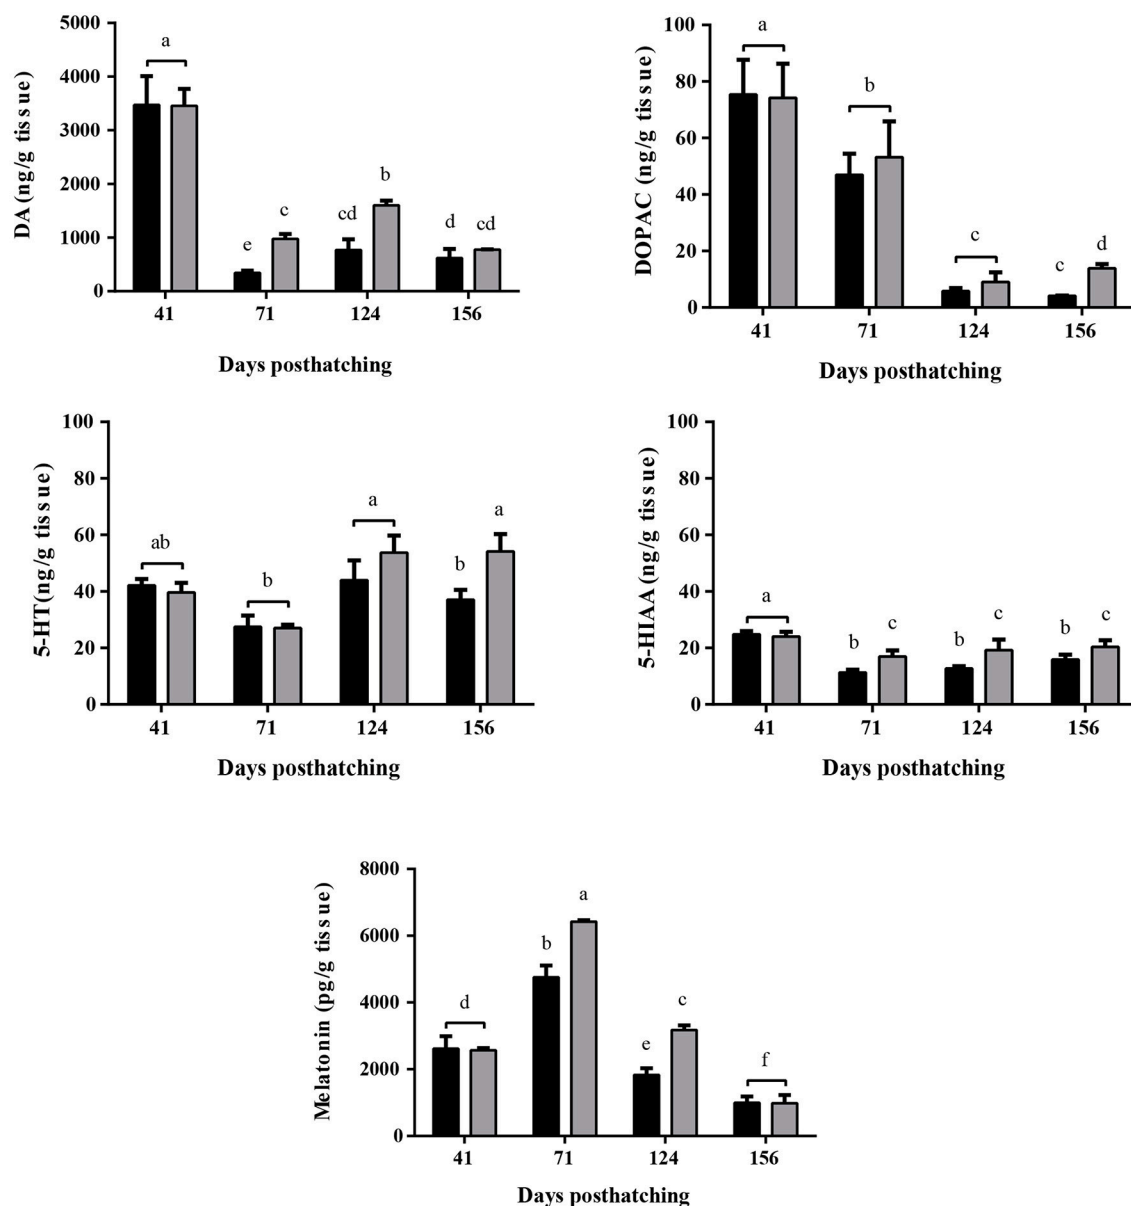 DA (ng/g tissue)
5000
4000
3000
2000
1000
0
a
e
c
cd
b
d
cd
41 71 124 156
Days posthatching
DOPAC (ng/g tissue)
100
80
60
40
20
0
a
b
c
c
d
41 71 124 156
Days posthatching
5-HT(ng/g tissue)
100
80
60
40
20
0
ab
b
a
b
a
41 71 124 156
Days posthatching
5-HIAA(ng/g tissue)
100
80
60
40
20
0
a
b
c
b
c
b
c
41 71 124 156
Days posthatching
Melatonin (pg/g tissue)
8000
6000
4000
2000
0
d
b
a
e
c
f
41 71 124 156
Days posthatching